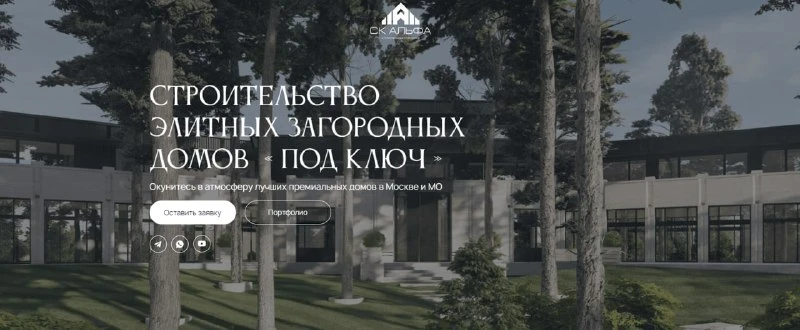 СК АЛЬФА
СТРОИТЕЛЬСТВО
ЭЛИТНЫХ ЗАГОРОДНЫХ
ДОМОВ « ПОД КЛЮЧ »
Окунитесь в атмосферу лучших премиальных домов в Москве и МО
Оставить заявку
Портфолио